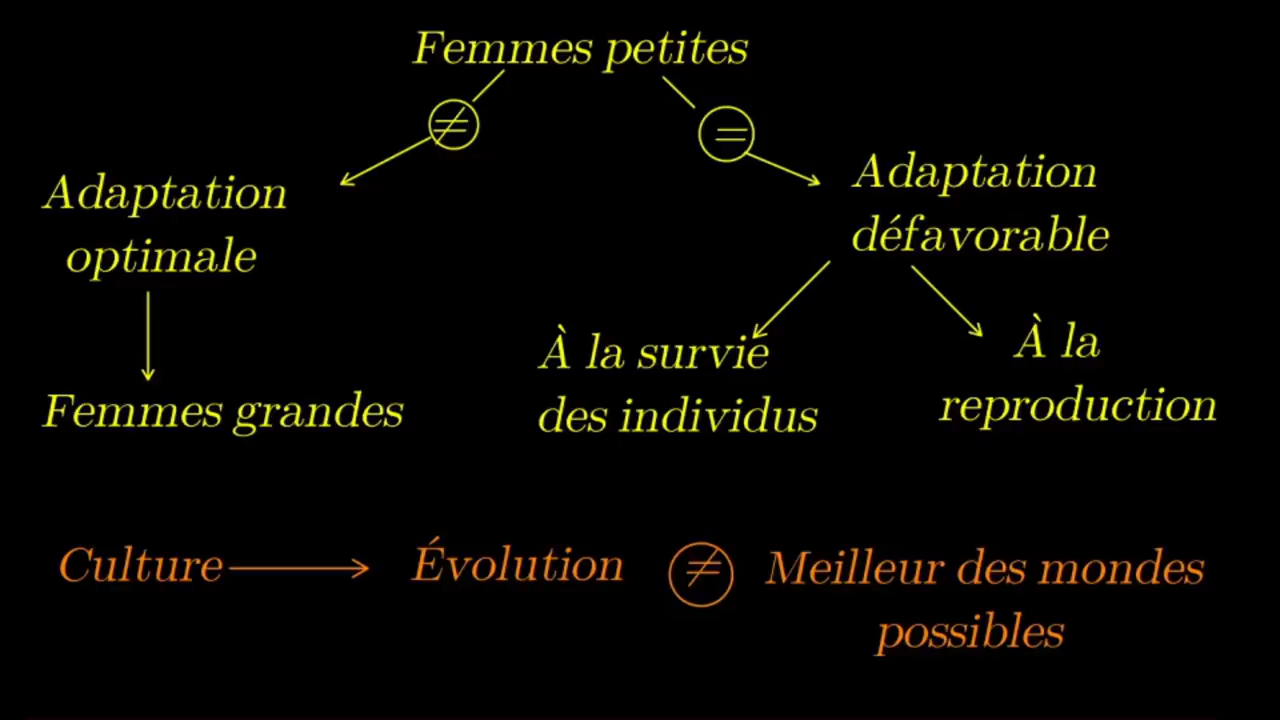 Femmes petites
≠
=
Adaptation
optimale
Adaptation
défavorable
Femmes grandes
À la survie
des individus
À la
reproduction
Culture → Évolution ≠ Meilleur des mondes
possibles